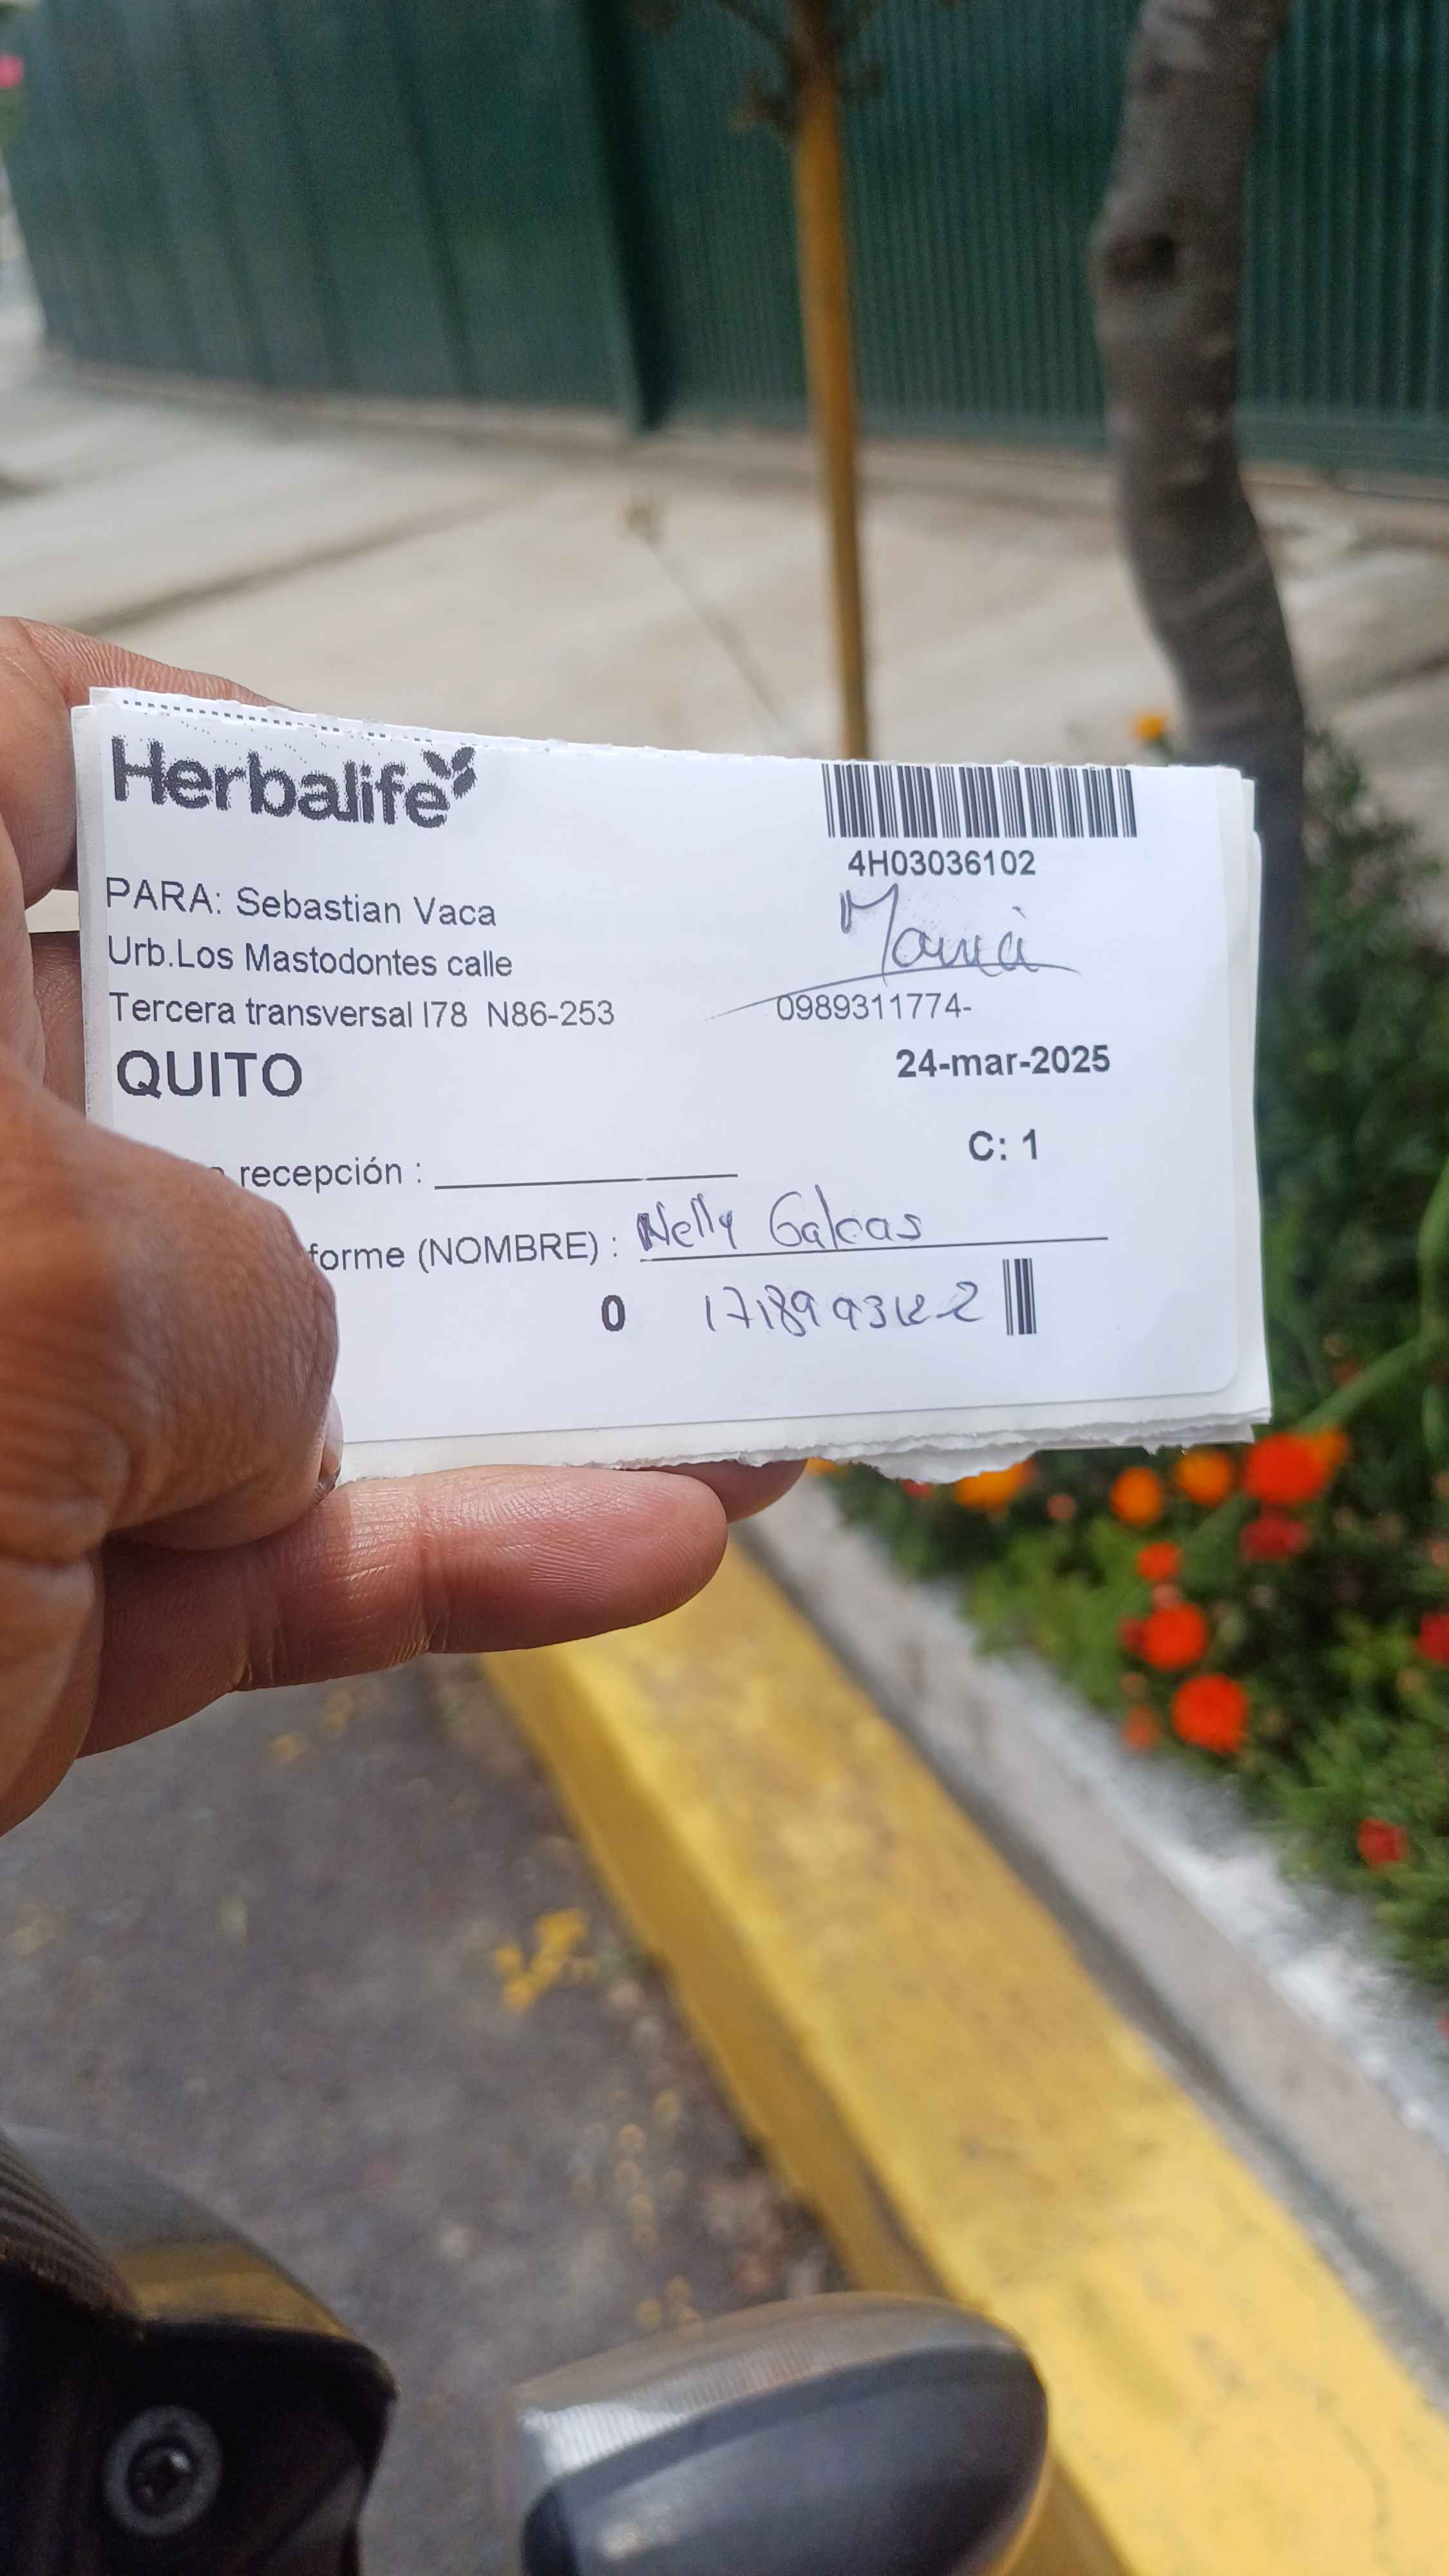 Herbalife
4H03036102
PARA: Sebastian Vaca
Urb.Los Mastodontes calle
Tercera transversal I78 N86-253
0989311774-
QUITO
24-mar-2025
C: 1
recepción :
forme (NOMBRE) : Nelly
0